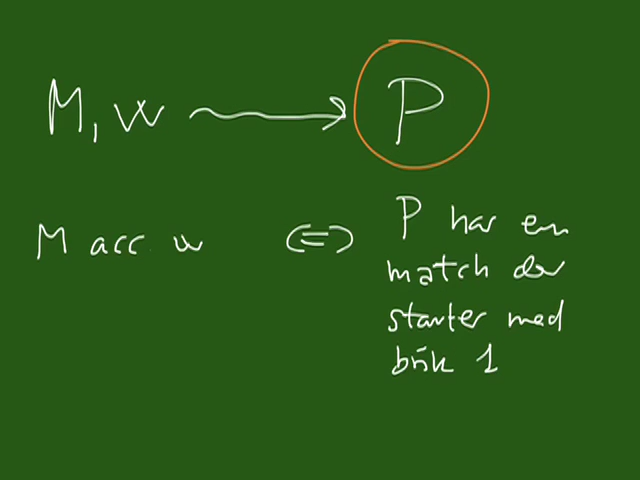 M, w ⟶ P
M acc w ⟺ P har en
match der
starter med
brik 1